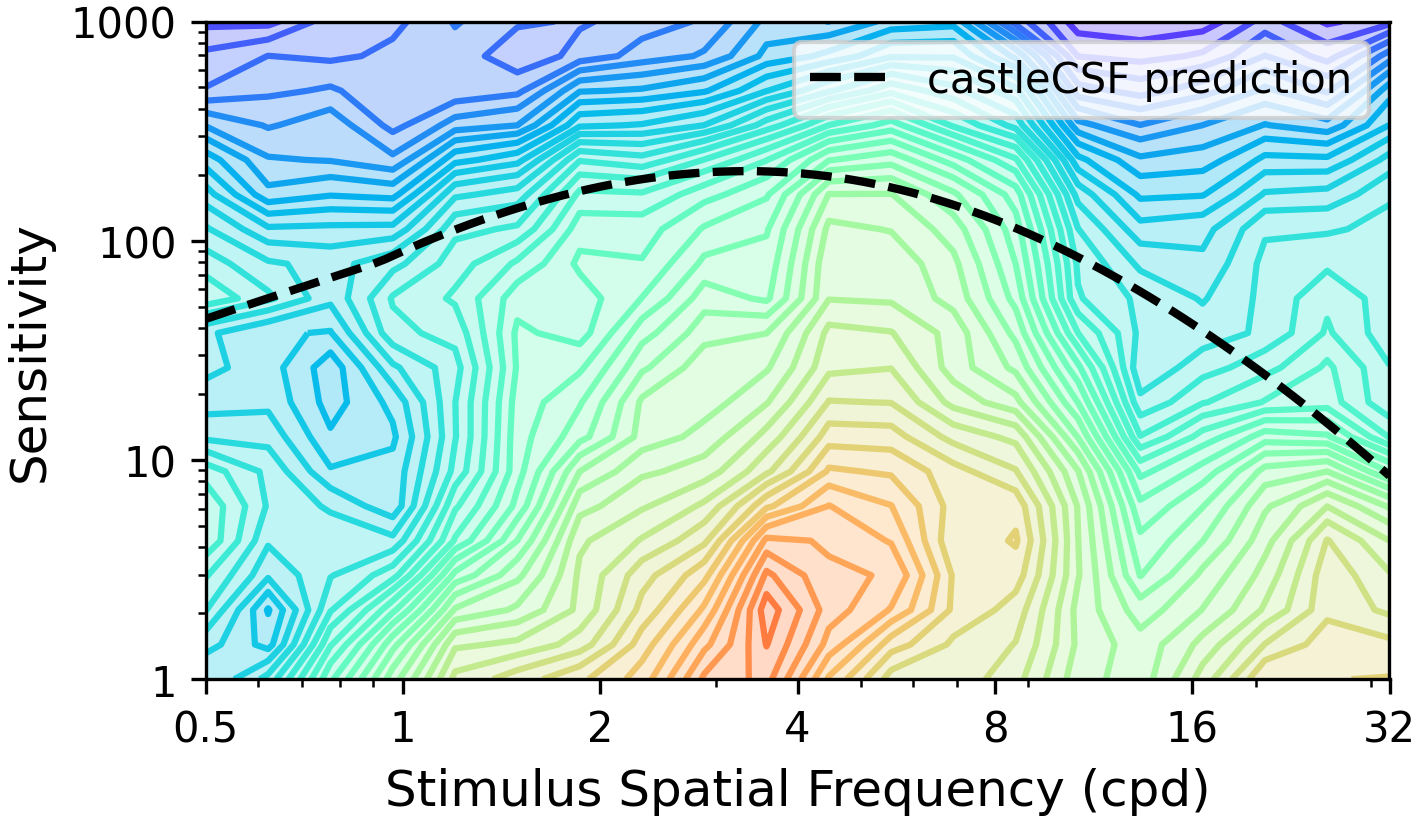 1000
100
10
1
Sensitivity
castleCSF prediction
0.5 1 2 4 8 16 32
Stimulus Spatial Frequency (cpd)